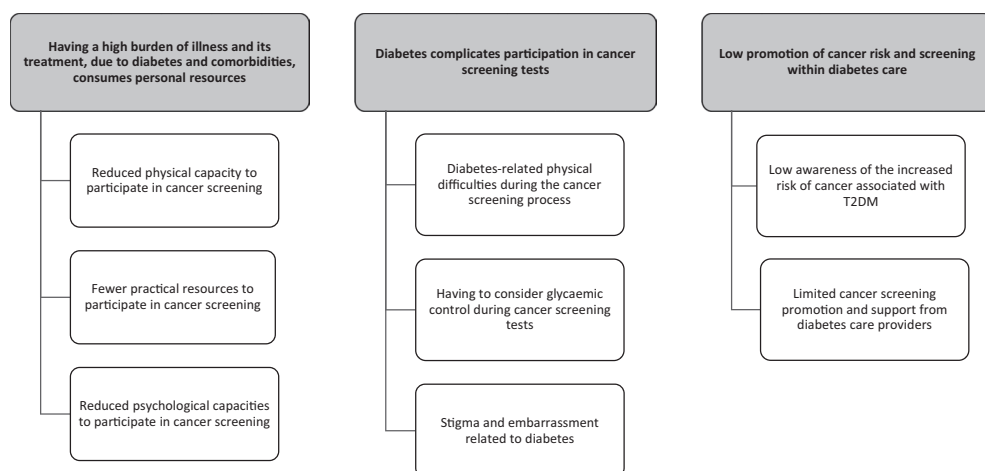 Having a high burden of illness and its
treatment, due to diabetes and comorbidities,
consumes personal resources
Reduced physical capacity to
participate in cancer screening
Fewer practical resources to
participate in cancer screening
Reduced psychological capacities
to participate in cancer screening
Diabetes complicates participation in cancer
screening tests
Diabetes-related physical
difficulties during the cancer
screening process
Having to consider glycaemic
control during cancer screening
tests
Stigma and embarrassment
related to diabetes
Low promotion of cancer risk and screening
within diabetes care
Low awareness of the increased
risk of cancer associated with
T2DM
Limited cancer screening
promotion and support from
diabetes care providers